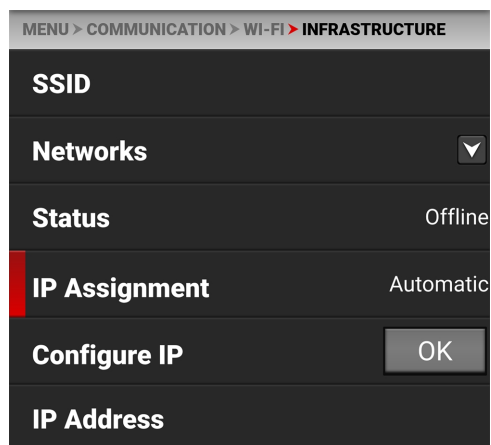 MENU > COMMUNICATION > WI-FI > INFRASTRUCTURE
SSID
Networks
Status Offline
IP Assignment Automatic
Configure IP OK
IP Address